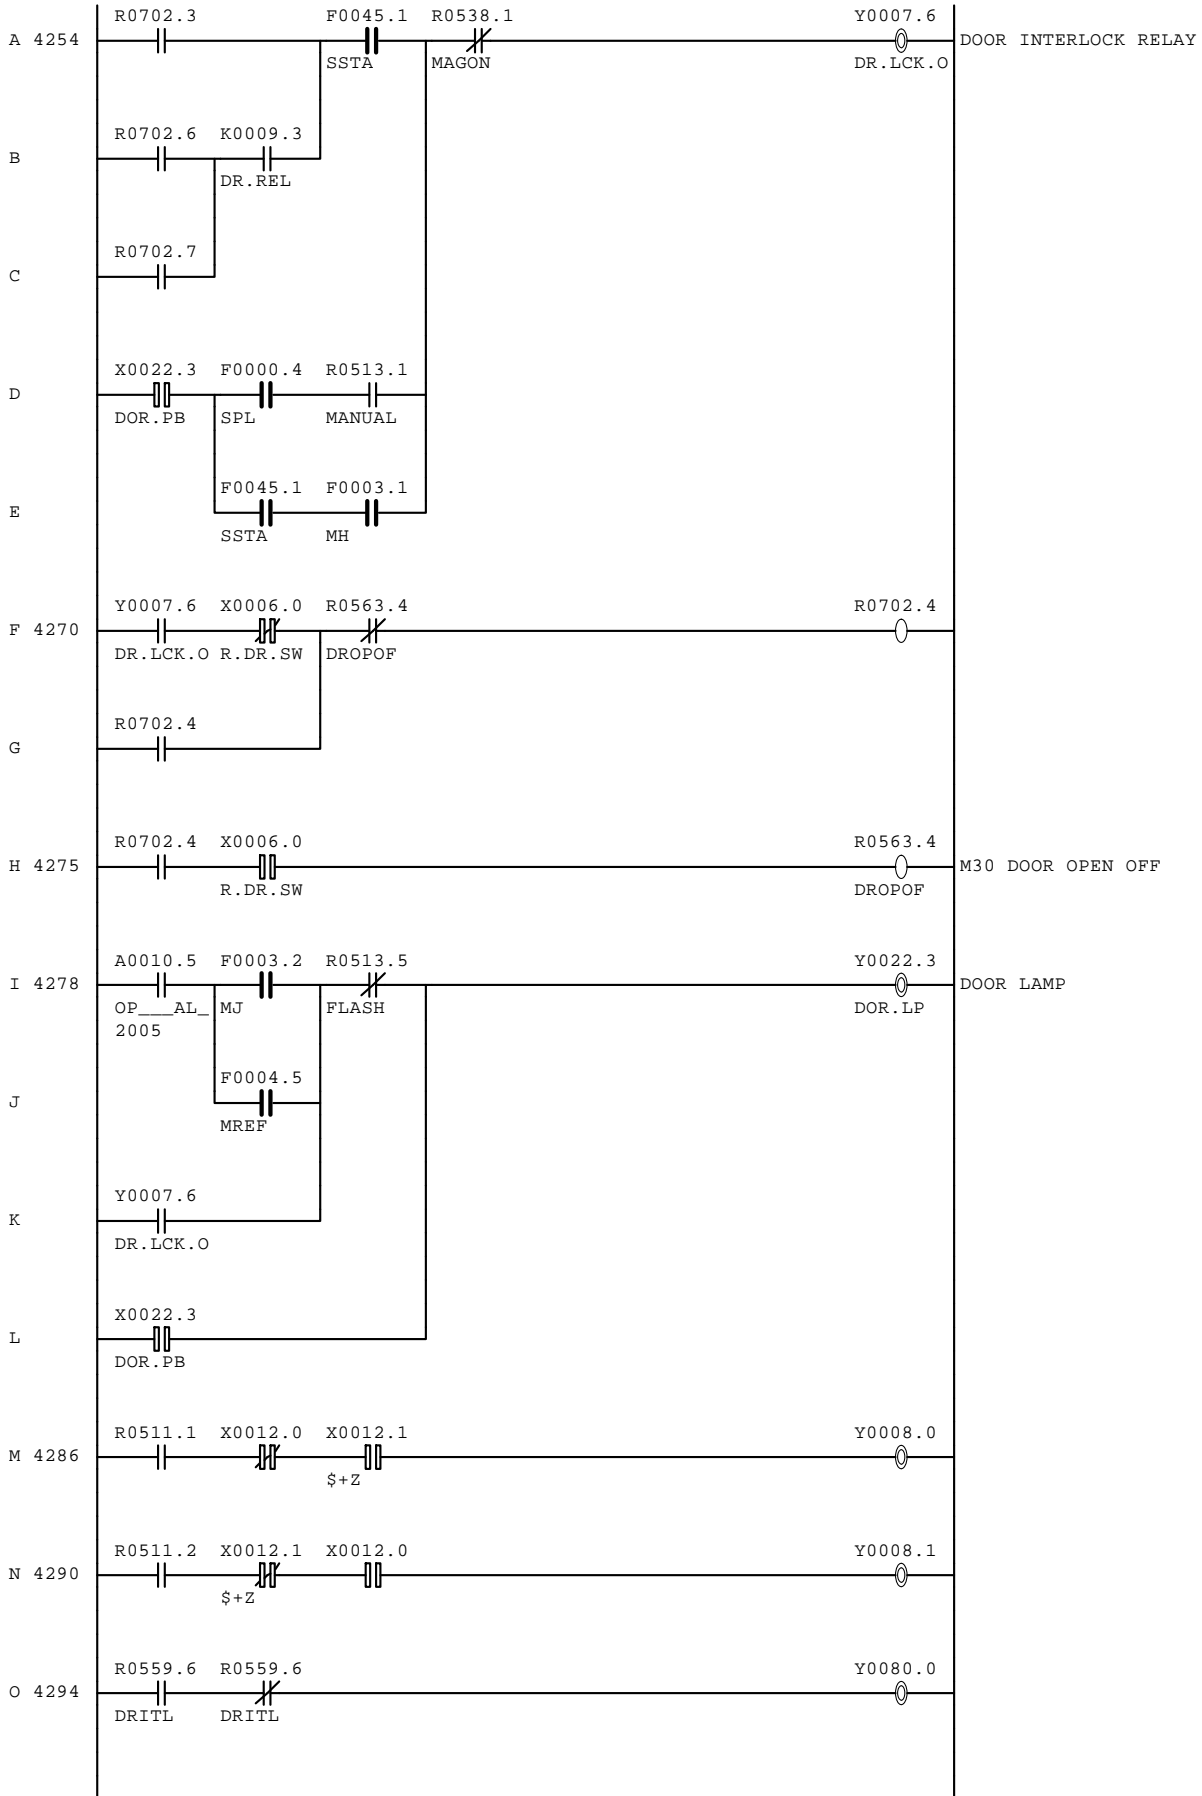 R0702.3 F0045.1 R0538.1 Y0007.6
A 4254 DOOR INTERLOCK RELAY
SSTA MAGON DR.LCK.O
R0702.6 K0009.3
B
DR.REL
R0702.7
C
X0022.3 F0000.4 R0513.1
D
DOR.PB SPL MANUAL
F0045.1 F0003.1
E
SSTA MH
Y0007.6 X0006.0 R0563.4 R0702.4
F 4270
DR.LCK.O R.DR.SW DROPOF
R0702.4
G
R0702.4 X0006.0 R0563.4
H 4275 M30 DOOR OPEN OFF
R.DR.SW DROPOF
A0010.5 F0003.2 R0513.5 Y0022.3
I 4278 DOOR LAMP
OP___AL_ MJ FLASH DOR.LP
2005
F0004.5
J
MREF
Y0007.6
K
DR.LCK.O
X0022.3
L
DOR.PB
R0511.1 X0012.0 X0012.1 Y0008.0
M 4286
$+Z
R0511.2 X0012.1 X0012.0 Y0008.1
N 4290
$+Z
R0559.6 R0559.6 Y0080.0
O 4294
DRITL DRITL